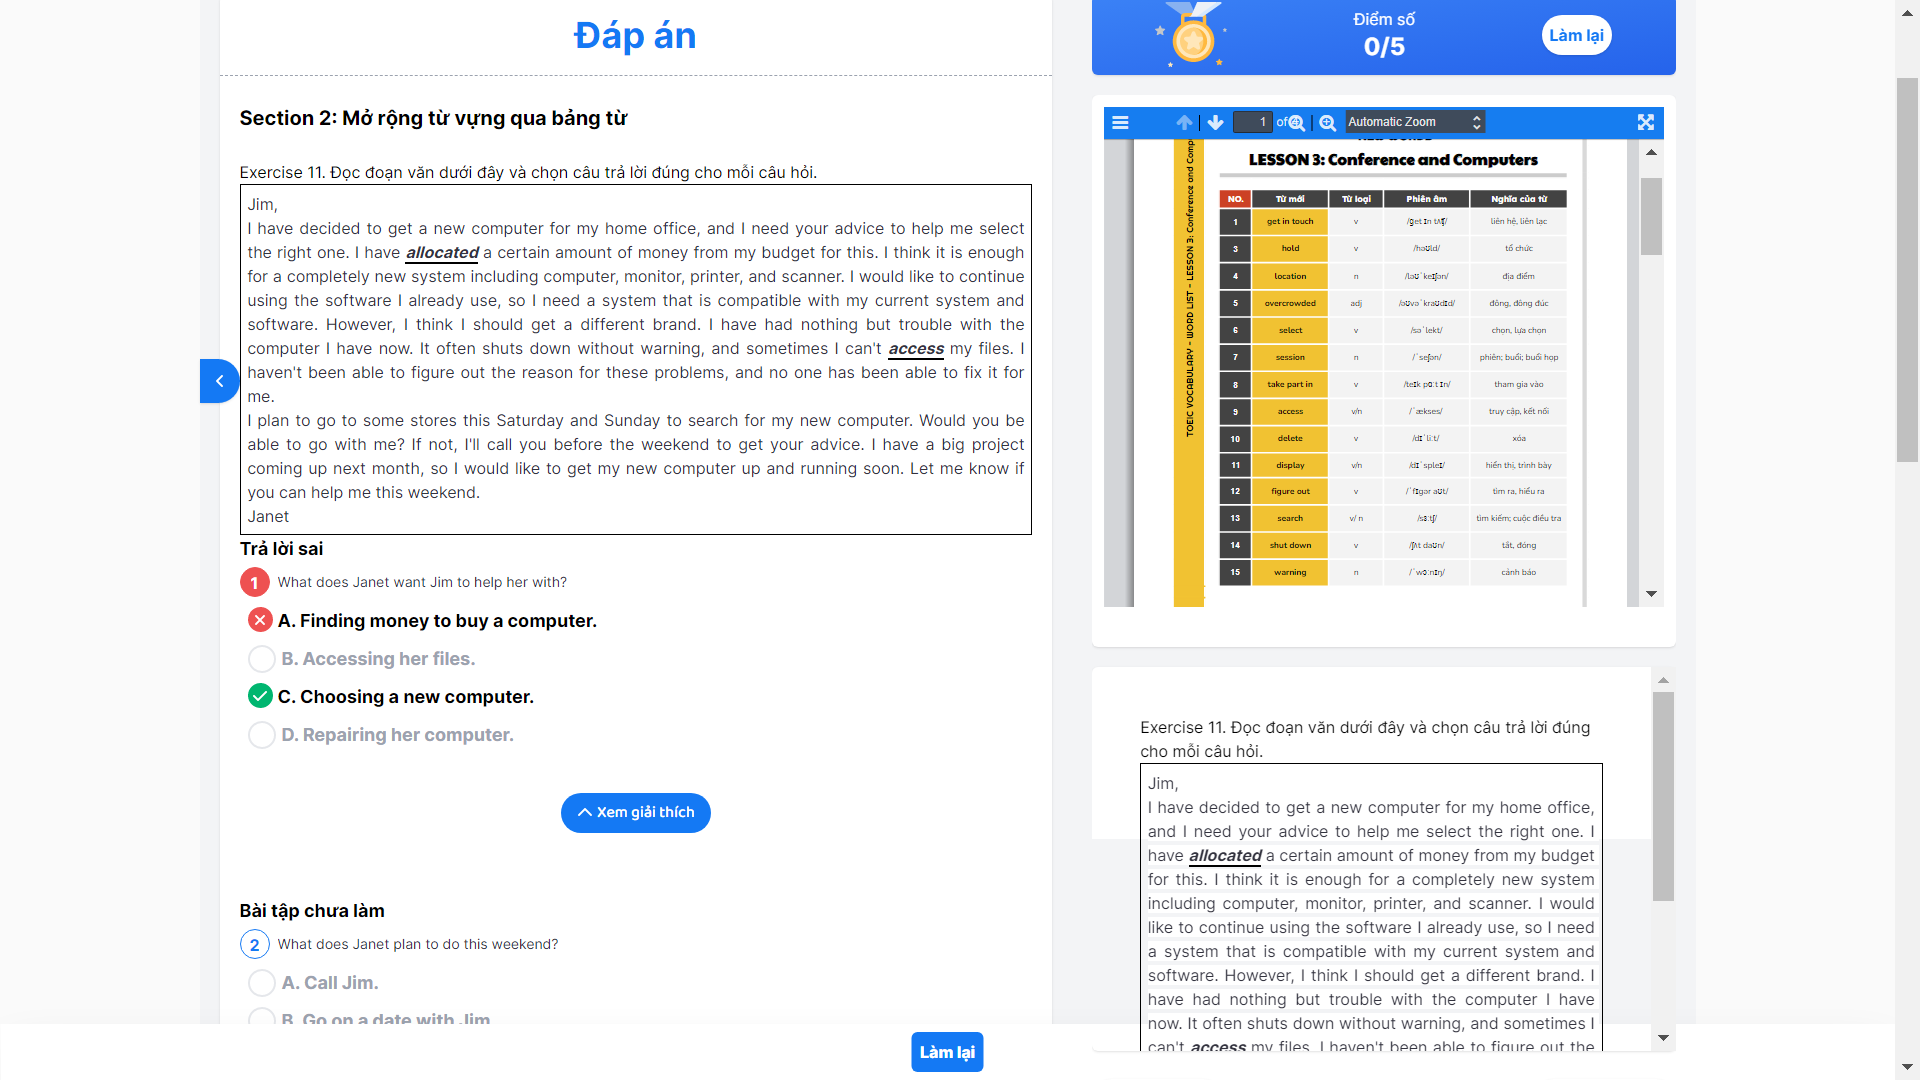 Đáp án
Section 2: Mở rộng từ vựng qua bảng từ
Exercise 11. Đọc đoạn văn dưới đây và chọn câu trả lời đúng cho mỗi câu hỏi.
Jim,
I have decided to get a new computer for my home office, and I need your advice to help me select
the right one. I have allocated a certain amount of money from my budget for this. I think it is enough
for a completely new system including computer, monitor, printer, and scanner. I would like to continue
using the software I already use, so I need a system that is compatible with my current system and
software. However, I think I should get a different brand. I have had nothing but trouble with the
computer I have now. It often shuts down without warning, and sometimes I can't access my files. I
haven't been able to figure out the reason for these problems, and no one has been able to fix it for
me.
I plan to go to some stores this Saturday and Sunday to search for my new computer. Would you be
able to go with me? If not, I'll call you before the weekend to get your advice. I have a big project
coming up next month, so I would like to get my new computer up and running soon. Let me know if
you can help me this weekend.
Janet
Trả lời sai
1 What does Janet want Jim to help her with?
A. Finding money to buy a computer.
B. Accessing her files.
C. Choosing a new computer.
D. Repairing her computer.
Xem giải thích
Bài tập chưa làm
2 What does Janet plan to do this weekend?
A. Call Jim.
B. Go on a date with Jim
Làm lại
Điểm số
0/5
Làm lại
1 of
Automatic Zoom
TOEIC VOCABULARY - WORD LIST - LESSON 3: Conference and Comp
LESSON 3: Conference and Computers
NO. Từ mới Từ loại Phiên âm Nghĩa của từ
1 get in touch v /ɡet ɪn tʌʧ/ liên hệ, liên lạc
3 hold v /həʊld/ tổ chức
4 location n /ləʊˈkeɪʃən/ địa điểm
5 overcrowded adj /əʊvəˈkraʊdɪd/ đông, đông đúc
6 select v /səˈlekt/ chọn, lựa chọn
7 session n /ˈseʃən/ phiên; buổi; buổi họp
8 take part in v /teɪk pɑːt ɪn/ tham gia vào
9 access v/n /ˈækses/ truy cập, kết nối
10 delete v /dɪˈliːt/ xóa
11 display v/n /dɪˈspleɪ/ hiển thị, trình bày
12 figure out v /ˈfɪɡər aʊt/ tìm ra, hiểu ra
13 search v/ n /sɜːtʃ/ tìm kiếm; cuộc điều tra
14 shut down v /ʃʌt daʊn/ tắt, đóng
15 warning n /ˈwɔːnɪŋ/ cảnh báo
Exercise 11. Đọc đoạn văn dưới đây và chọn câu trả lời đúng
cho mỗi câu hỏi.
Jim,
I have decided to get a new computer for my home office,
and I need your advice to help me select the right one. I
have allocated a certain amount of money from my budget
for this. I think it is enough for a completely new system
including computer, monitor, printer, and scanner. I would
like to continue using the software I already use, so I need
a system that is compatible with my current system and
software. However, I think I should get a different brand. I
have had nothing but trouble with the computer I have
now. It often shuts down without warning, and sometimes I
can't access my files. I haven't been able to figure out the